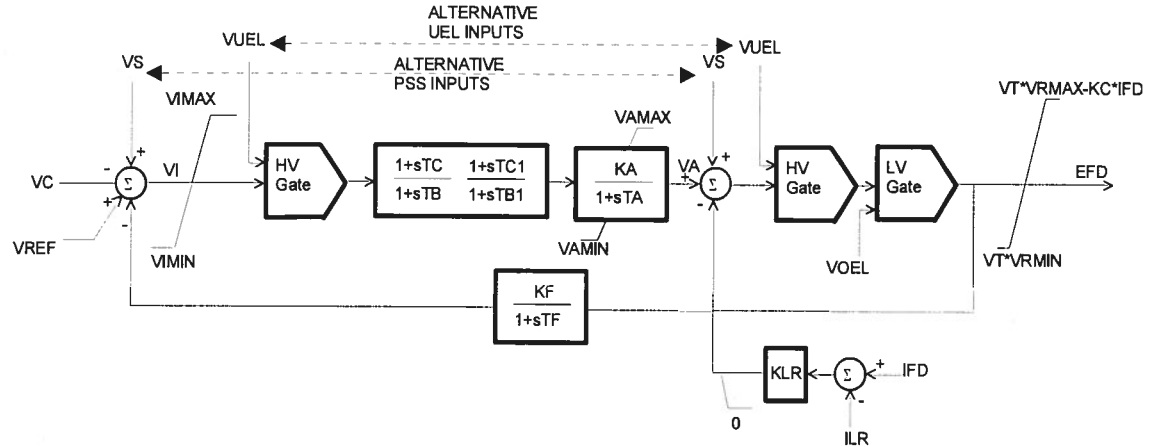 ALTERNATIVE
UEL INPUTS
VUEL
VUEL
VS
ALTERNATIVE
PSS INPUTS
VS
VIMAX
VAMAX
VT*VRMAX-KC*IFD
-
+
VC
+
Σ
-
VREF
VI
VIMIN
HV
Gate
1+sTC
1+sTB
1+sTC1
1+sTB1
KA
1+sTA
VAMIN
VA
+
+
Σ
-
HV
Gate
LV
Gate
VOEL
EFD
VT*VRMIN
KF
1+sTF
KLR
Σ
+
-
IFD
0
ILR